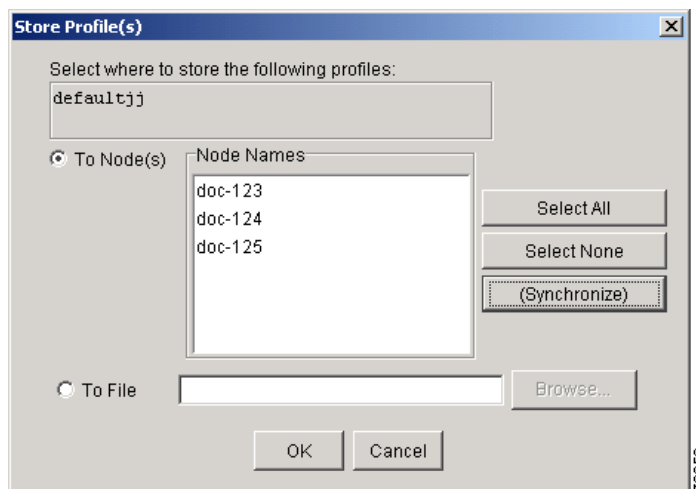 Store Profile(s)
Select where to store the following profiles:
defaultjj
To Node(s)
Node Names
doc-123
doc-124
doc-125
Select All
Select None
(Synchronize)
To File
Browse...
OK
Cancel